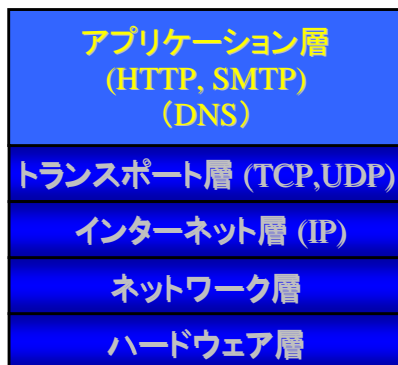 アプリケーション層
(HTTP, SMTP)
（DNS）
トランスポート層 (TCP,UDP)
インターネット層 (IP)
ネットワーク層
ハードウェア層